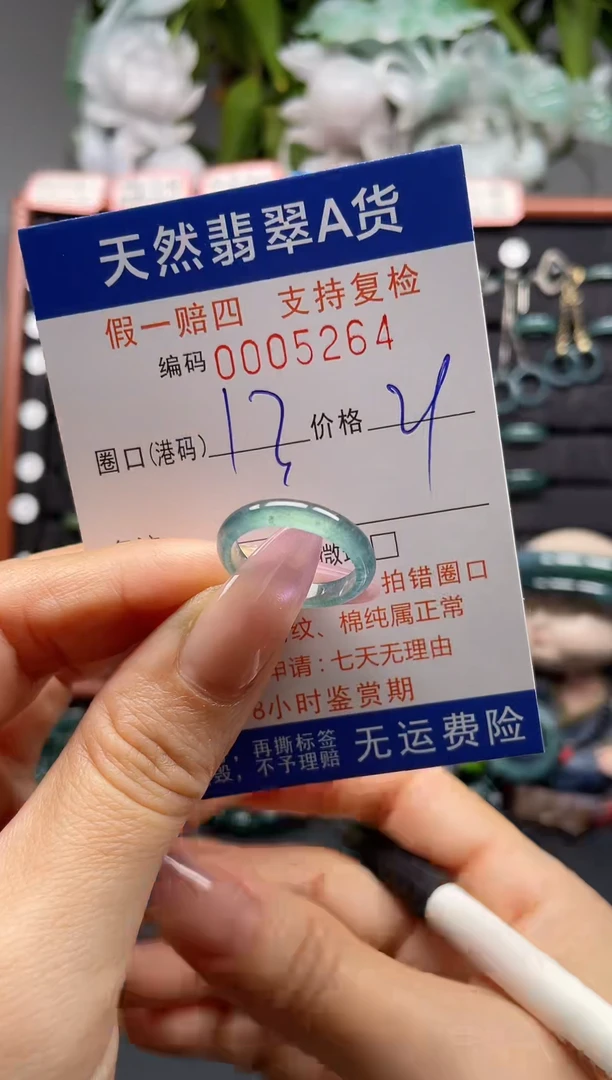 天然翡翠A货
假一赔四 支持复检
编码 0005264
圈口(港码) 13 价格 4
微
拍错圈口
纹、棉纯属正常
申请:七天无理由
8小时鉴赏期
再撕标签 无运费险
,不予理赔